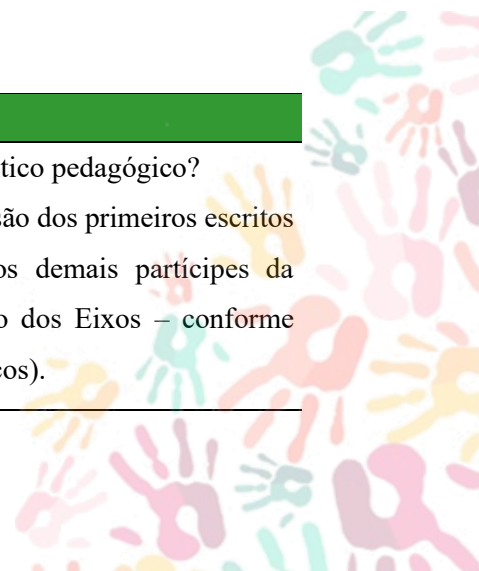 tico pedagógico?
são dos primeiros escritos
os demais partícipes da
o dos Eixos – conforme
cos).